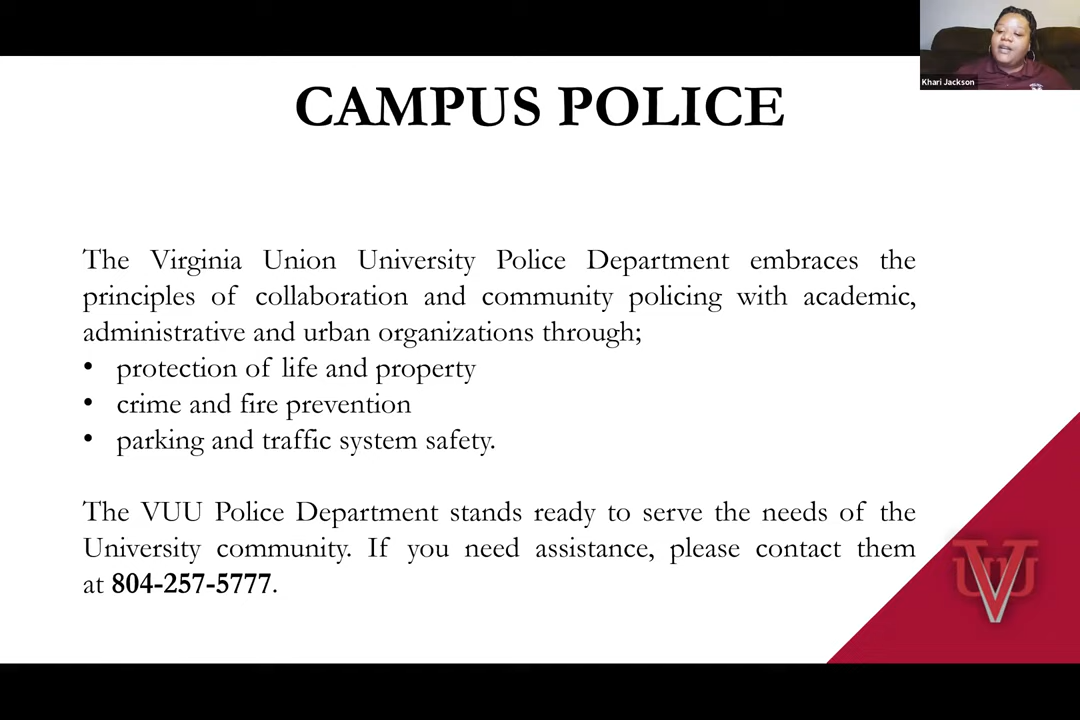 Khari Jackson
CAMPUS POLICE
The Virginia Union University Police Department embraces the
principles of collaboration and community policing with academic,
administrative and urban organizations through;
• protection of life and property
• crime and fire prevention
• parking and traffic system safety.
The VUU Police Department stands ready to serve the needs of the
University community. If you need assistance, please contact them
at 804-257-5777.
VUU